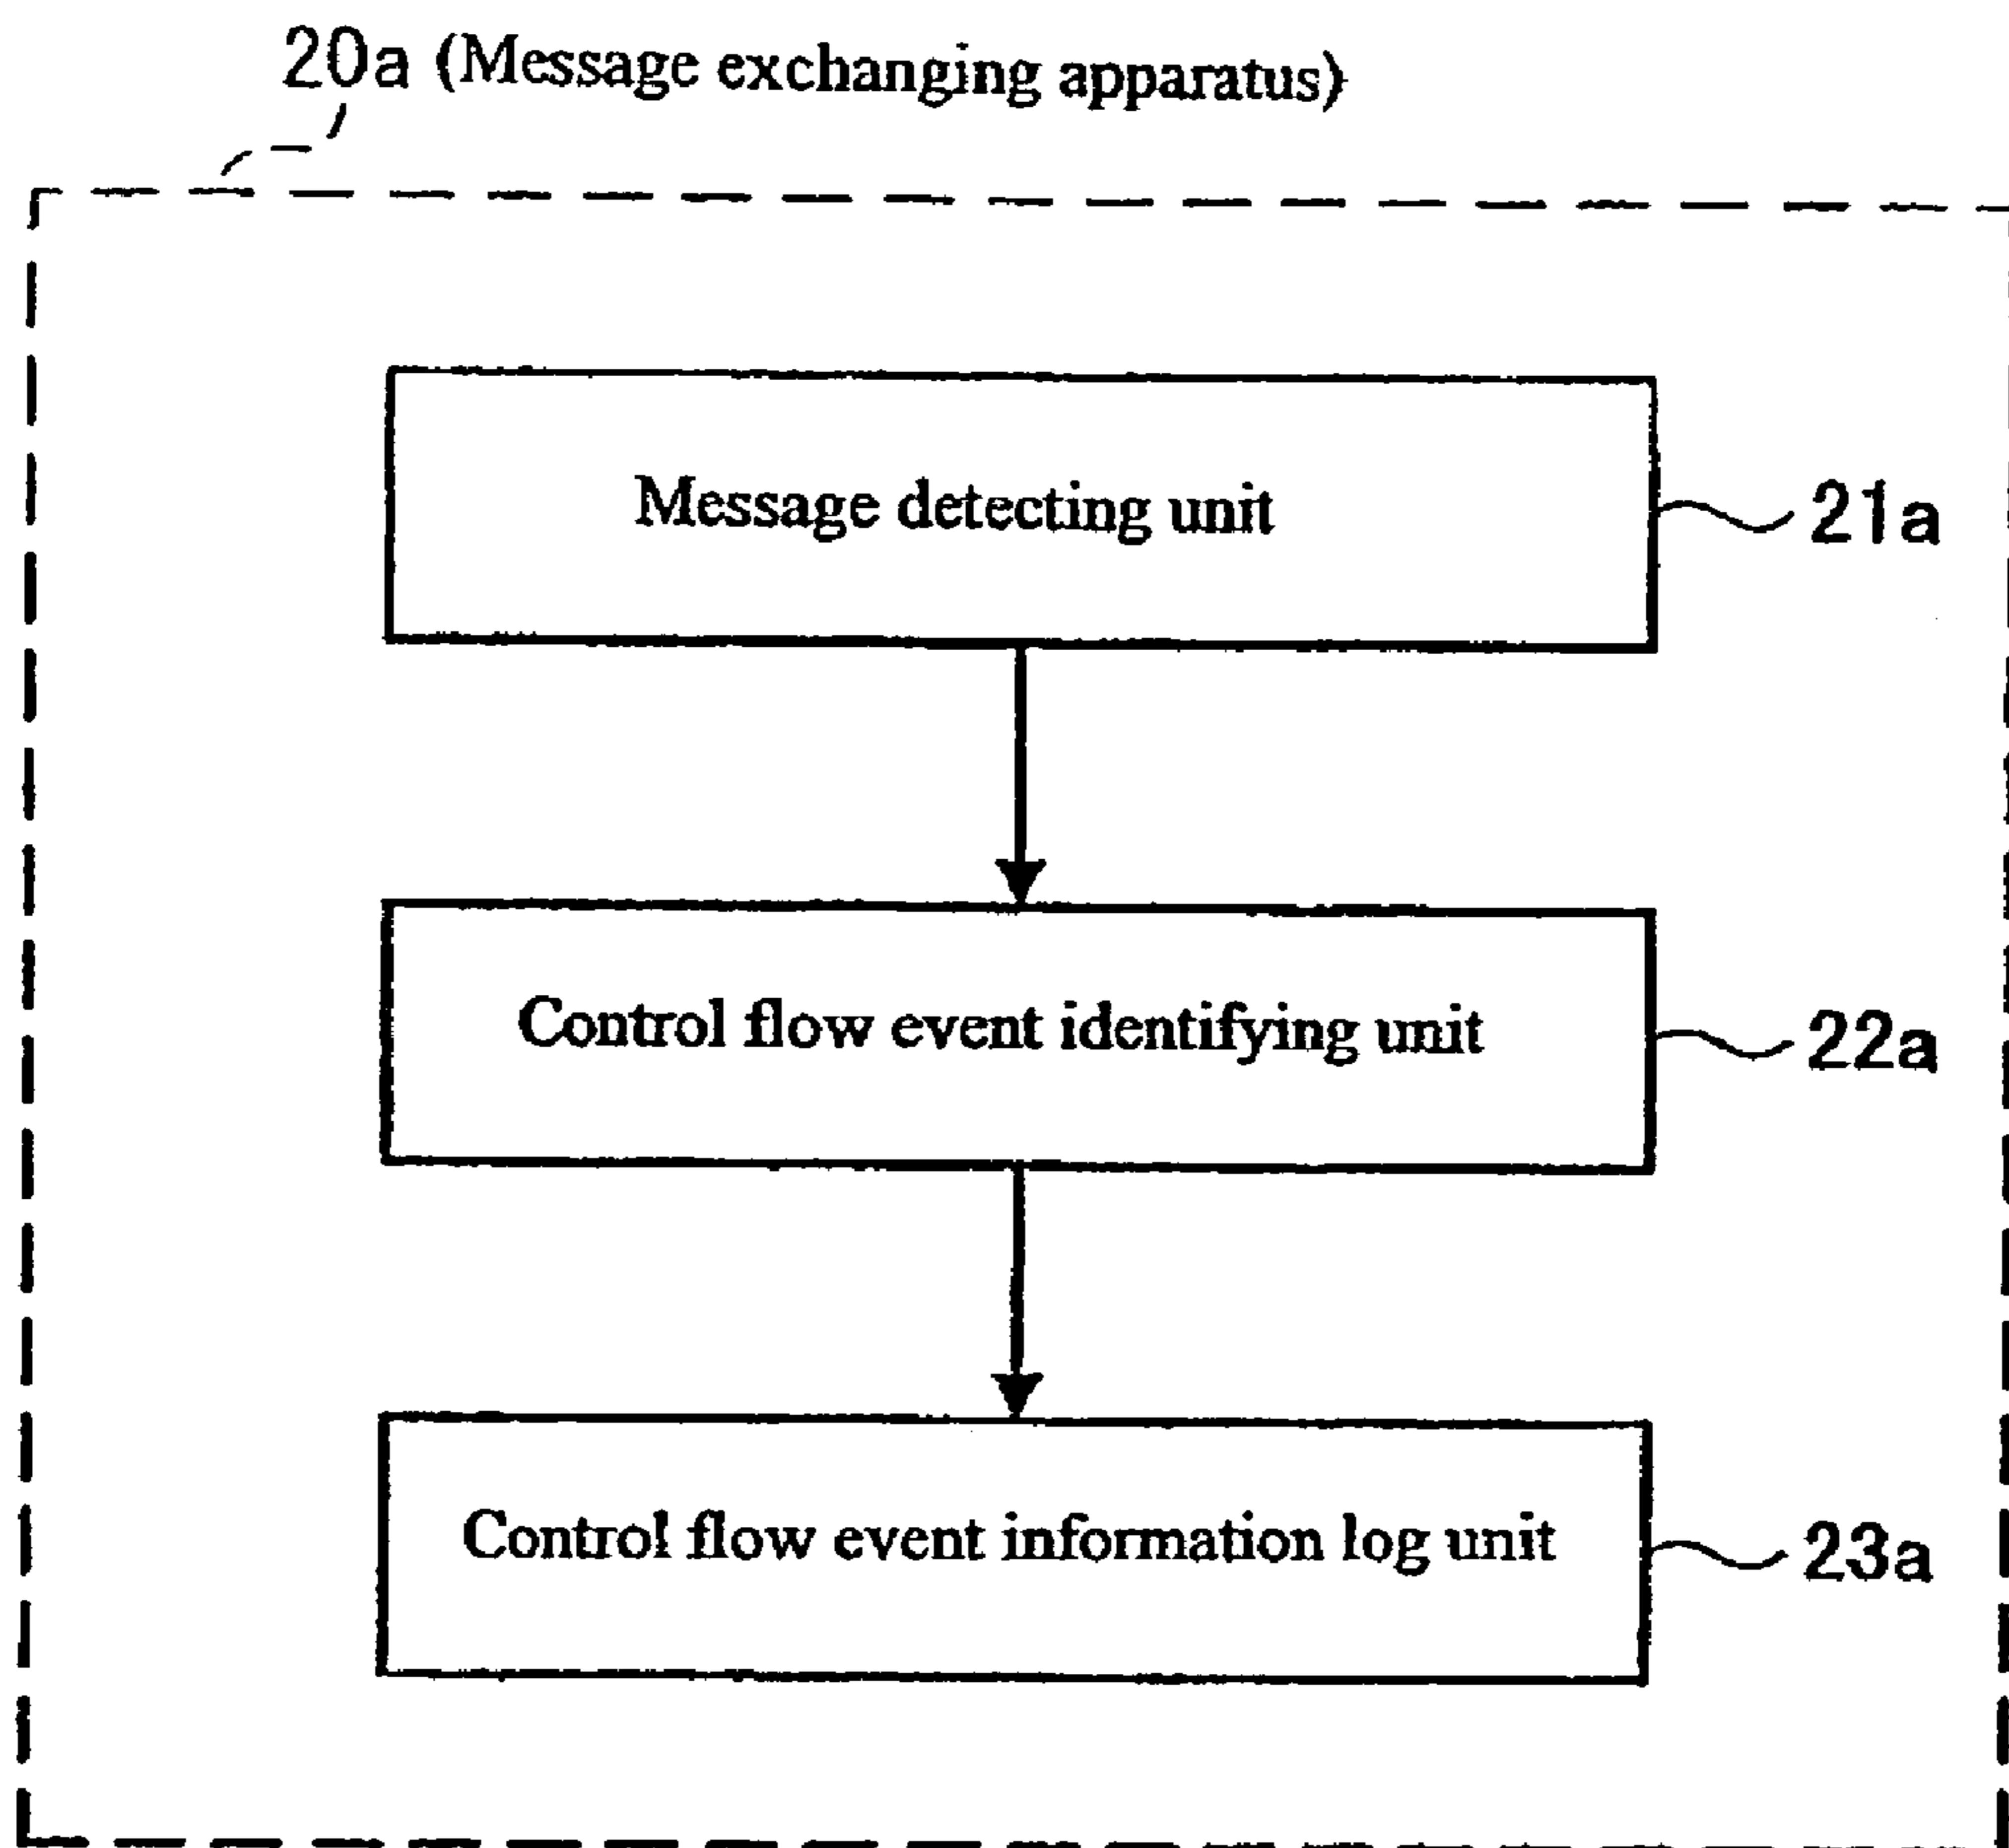 20a (Message exchanging apparatus)
Message detecting unit
21a
Control flow event identifying unit
22a
Control flow event information log unit
23a